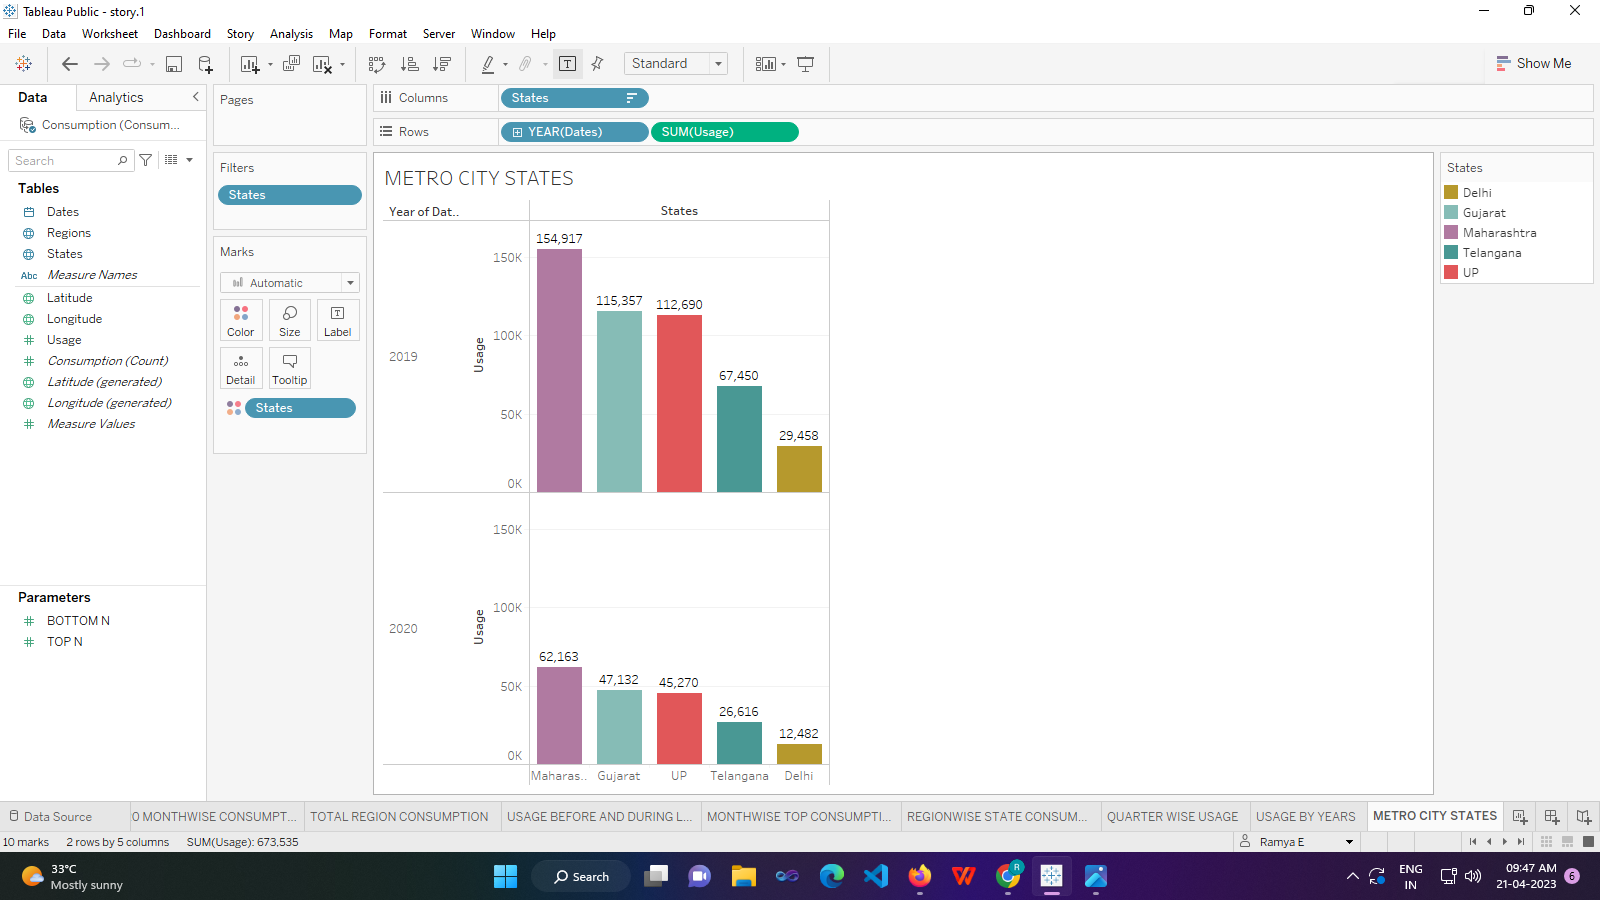 Tableau Public - story.1
File Data Worksheet Dashboard Story Analysis Map Format Server Window Help
Standard
Show Me
Data Analytics
Consumption (Consum...
Search
Tables
Dates
Regions
States
Abc Measure Names
Latitude
Longitude
Usage
Consumption (Count)
Latitude (generated)
Longitude (generated)
Measure Values
Parameters
BOTTOM N
TOP N
Pages
Filters
States
Marks
Automatic
Color Size Label
Detail Tooltip
States
Columns States
Rows YEAR(Dates) SUM(Usage)
METRO CITY STATES
Year of Dat.. States
2019
Usage
150K
100K
50K
0K
154,917
115,357
112,690
67,450
29,458
2020
Usage
150K
100K
50K
0K
62,163
47,132
45,270
26,616
12,482
Maharas.. Gujarat UP Telangana Delhi
States
Delhi
Gujarat
Maharashtra
Telangana
UP
Data Source 0 MONTHWISE CONSUMPT... TOTAL REGION CONSUMPTION USAGE BEFORE AND DURING L... MONTHWISE TOP CONSUMPTI... REGIONWISE STATE CONSUM... QUARTER WISE USAGE USAGE BY YEARS METRO CITY STATES
10 marks 2 rows by 5 columns SUM(Usage): 673,535 Ramya E
33°C
Mostly sunny
Search
R
ENG
IN
09:47 AM
21-04-2023
6